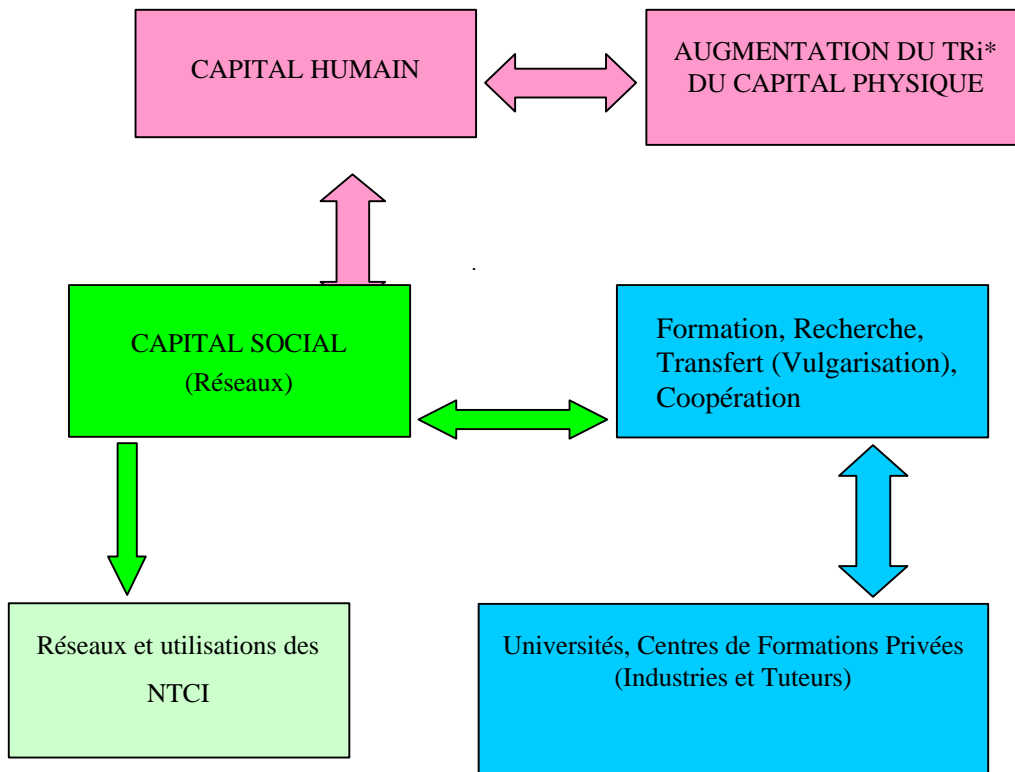 CAPITAL HUMAIN
AUGMENTATION DU TRi*
DU CAPITAL PHYSIQUE
.
CAPITAL SOCIAL
(Réseaux)
Formation, Recherche,
Transfert (Vulgarisation),
Coopération
Réseaux et utilisations des
NTCI
Universités, Centres de Formations Privées
(Industries et Tuteurs)